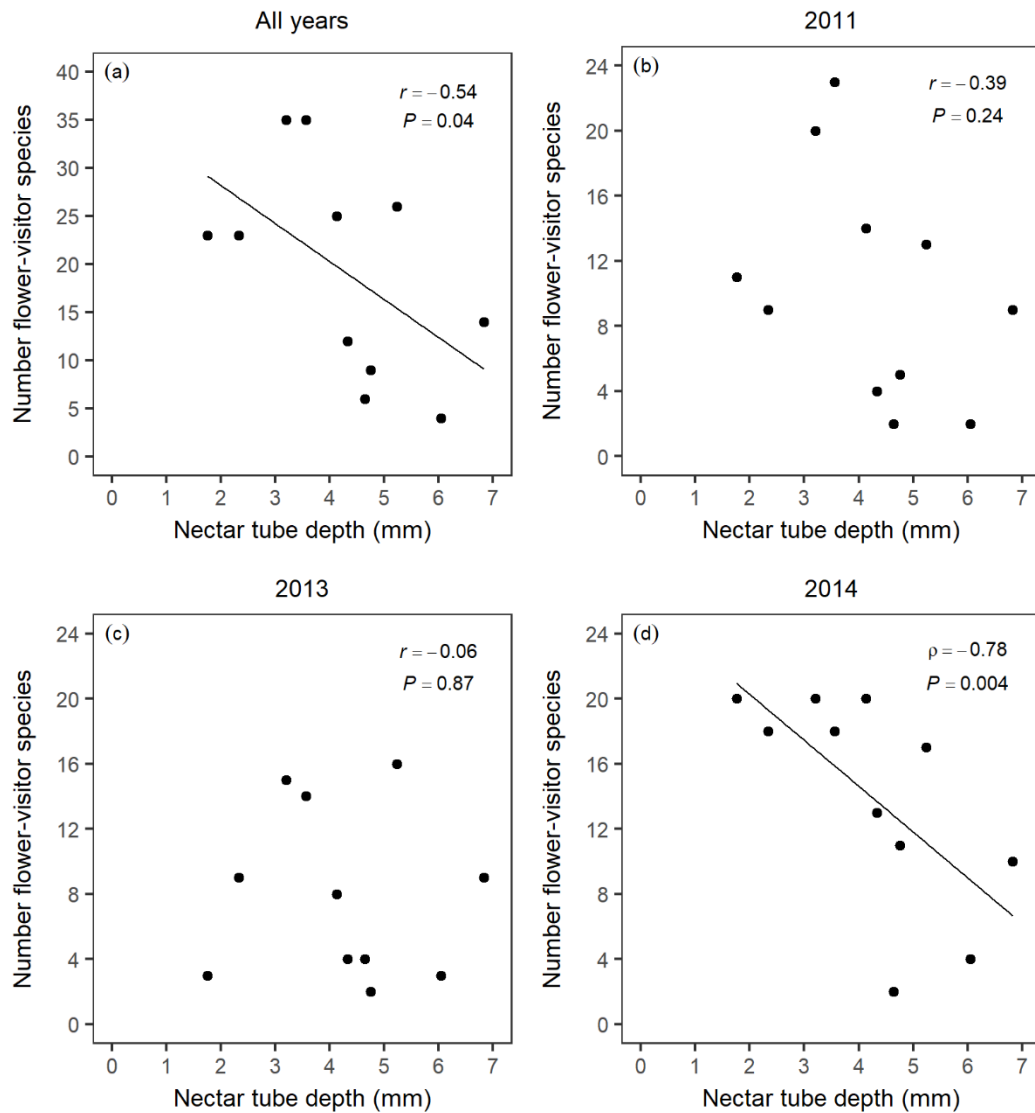 All years
(a)
r = −0.54
P = 0.04
40
35
30
25
20
15
10
5
0
Number flower-visitor species
0 1 2 3 4 5 6 7
Nectar tube depth (mm)
2011
(b)
r = −0.39
P = 0.24
24
20
16
12
8
4
0
Number flower-visitor species
0 1 2 3 4 5 6 7
Nectar tube depth (mm)
2013
(c)
r = −0.06
P = 0.87
24
20
16
12
8
4
0
Number flower-visitor species
0 1 2 3 4 5 6 7
Nectar tube depth (mm)
2014
(d)
ρ = −0.78
P = 0.004
24
20
16
12
8
4
0
Number flower-visitor species
0 1 2 3 4 5 6 7
Nectar tube depth (mm)